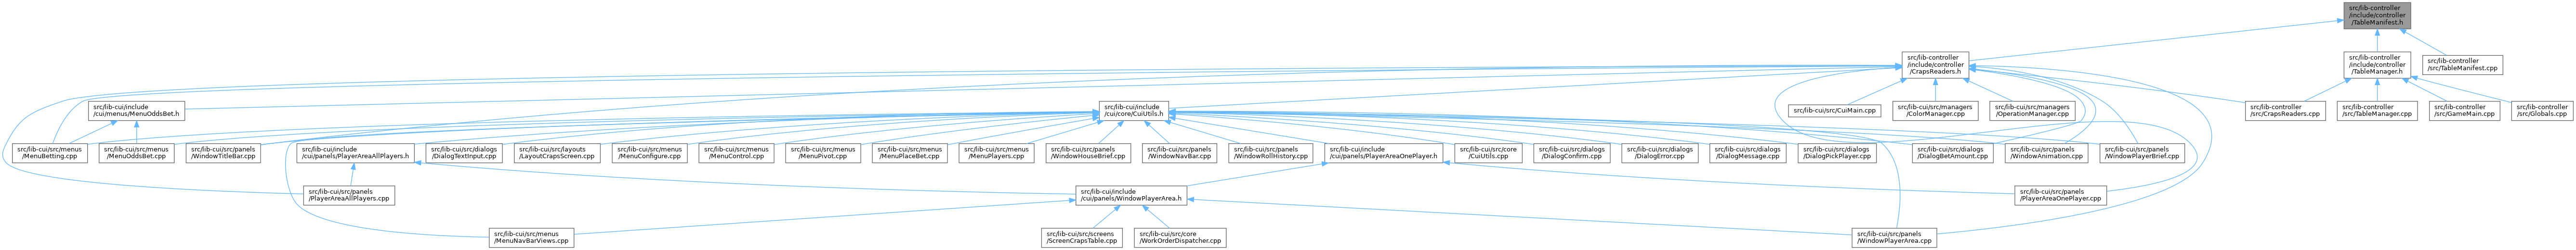 src/lib-controller
/include/controller
/TableManifest.h
src/lib-controller
/include/controller
/CrapsReaders.h
src/lib-controller
/include/controller
/TableManager.h
src/lib-controller
/src/TableManifest.cpp
src/lib-cui/include
/cui/menus/MenuOddsBet.h
src/lib-cui/include
/cui/core/CuiUtils.h
src/lib-cui/src/CuiMain.cpp
src/lib-cui/src/managers
/ColorManager.cpp
src/lib-cui/src/managers
/OperationManager.cpp
src/lib-controller
/src/CrapsReaders.cpp
src/lib-controller
/src/TableManager.cpp
src/lib-controller
/src/GameMain.cpp
src/lib-controller
/src/Globals.cpp
src/lib-cui/src/menus
/MenuBetting.cpp
src/lib-cui/src/menus
/MenuOddsBet.cpp
src/lib-cui/src/panels
/WindowTitleBar.cpp
src/lib-cui/include
/cui/panels/PlayerAreaAllPlayers.h
src/lib-cui/src/dialogs
/DialogTextInput.cpp
src/lib-cui/src/layouts
/LayoutCrapsScreen.cpp
src/lib-cui/src/menus
/MenuConfigure.cpp
src/lib-cui/src/menus
/MenuControl.cpp
src/lib-cui/src/menus
/MenuPivot.cpp
src/lib-cui/src/menus
/MenuPlaceBet.cpp
src/lib-cui/src/menus
/MenuPlayers.cpp
src/lib-cui/src/panels
/WindowHouseBrief.cpp
src/lib-cui/src/panels
/WindowNavBar.cpp
src/lib-cui/src/panels
/WindowRollHistory.cpp
src/lib-cui/include
/cui/panels/PlayerAreaOnePlayer.h
src/lib-cui/src/core
/CuiUtils.cpp
src/lib-cui/src/dialogs
/DialogConfirm.cpp
src/lib-cui/src/dialogs
/DialogError.cpp
src/lib-cui/src/dialogs
/DialogMessage.cpp
src/lib-cui/src/dialogs
/DialogPickPlayer.cpp
src/lib-cui/src/dialogs
/DialogBetAmount.cpp
src/lib-cui/src/panels
/WindowAnimation.cpp
src/lib-cui/src/panels
/WindowPlayerBrief.cpp
src/lib-cui/src/panels
/PlayerAreaAllPlayers.cpp
src/lib-cui/include
/cui/panels/WindowPlayerArea.h
src/lib-cui/src/panels
/PlayerAreaOnePlayer.cpp
src/lib-cui/src/menus
/MenuNavBarViews.cpp
src/lib-cui/src/screens
/ScreenCrapsTable.cpp
src/lib-cui/src/core
/WorkOrderDispatcher.cpp
src/lib-cui/src/panels
/WindowPlayerArea.cpp